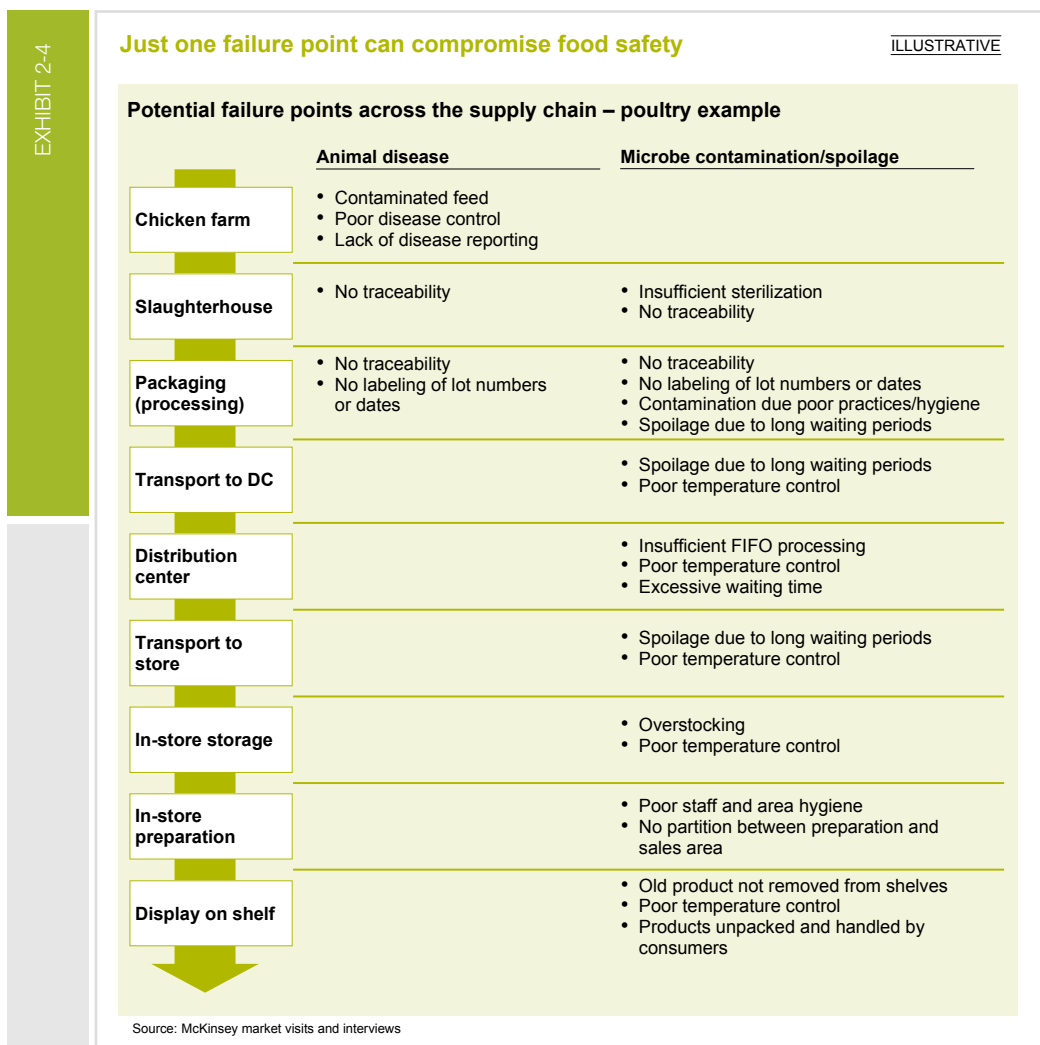 EXHIBIT 2-4
Just one failure point can compromise food safety
ILLUSTRATIVE
Potential failure points across the supply chain – poultry example
Animal disease
Microbe contamination/spoilage
Chicken farm
• Contaminated feed
• Poor disease control
• Lack of disease reporting
Slaughterhouse
• No traceability
• Insufficient sterilization
• No traceability
Packaging
(processing)
• No traceability
• No labeling of lot numbers
or dates
• No traceability
• No labeling of lot numbers or dates
• Contamination due poor practices/hygiene
• Spoilage due to long waiting periods
Transport to DC
• Spoilage due to long waiting periods
• Poor temperature control
Distribution
center
• Insufficient FIFO processing
• Poor temperature control
• Excessive waiting time
Transport to
store
• Spoilage due to long waiting periods
• Poor temperature control
In-store storage
• Overstocking
• Poor temperature control
In-store
preparation
• Poor staff and area hygiene
• No partition between preparation and
sales area
Display on shelf
• Old product not removed from shelves
• Poor temperature control
• Products unpacked and handled by
consumers
Source: McKinsey market visits and interviews